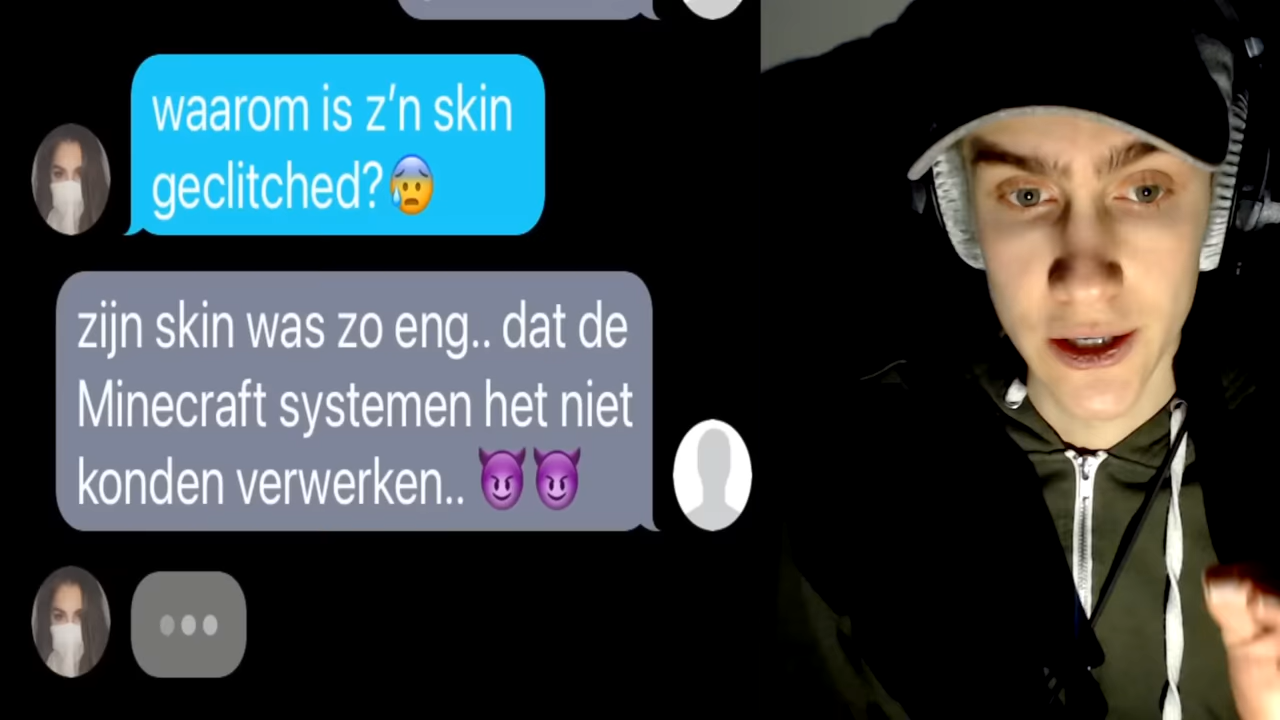 waarom is z’n skin
geclitched?😰
zijn skin was zo eng.. dat de
Minecraft systemen het niet
konden verwerken.. 😈😈